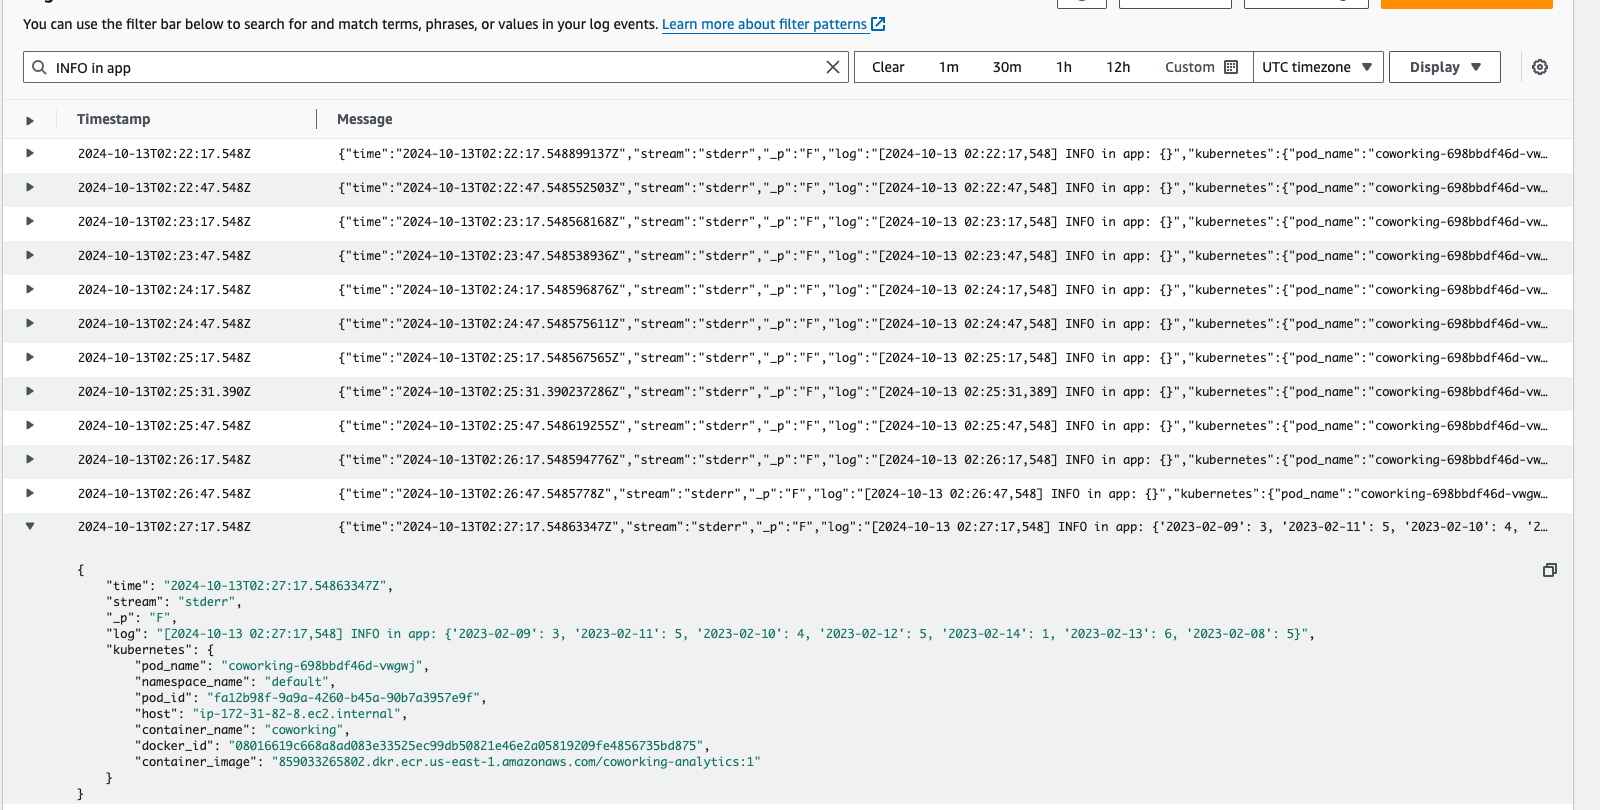 You can use the filter bar below to search for and match terms, phrases, or values in your log events. Learn more about filter patterns
INFO in app
Clear 1m 30m 1h 12h Custom UTC timezone Display
Timestamp Message
2024-10-13T02:22:17.548Z {"time":"2024-10-13T02:22:17.548899137Z","stream":"stderr","_p":"F","log":"[2024-10-13 02:22:17,548] INFO in app: {}","kubernetes":{"pod_name":"coworking-698bbdf46d-vw…
2024-10-13T02:22:47.548Z {"time":"2024-10-13T02:22:47.548552503Z","stream":"stderr","_p":"F","log":"[2024-10-13 02:22:47,548] INFO in app: {}","kubernetes":{"pod_name":"coworking-698bbdf46d-vw…
2024-10-13T02:23:17.548Z {"time":"2024-10-13T02:23:17.548568168Z","stream":"stderr","_p":"F","log":"[2024-10-13 02:23:17,548] INFO in app: {}","kubernetes":{"pod_name":"coworking-698bbdf46d-vw…
2024-10-13T02:23:47.548Z {"time":"2024-10-13T02:23:47.548538936Z","stream":"stderr","_p":"F","log":"[2024-10-13 02:23:47,548] INFO in app: {}","kubernetes":{"pod_name":"coworking-698bbdf46d-vw…
2024-10-13T02:24:17.548Z {"time":"2024-10-13T02:24:17.548596876Z","stream":"stderr","_p":"F","log":"[2024-10-13 02:24:17,548] INFO in app: {}","kubernetes":{"pod_name":"coworking-698bbdf46d-vw…
2024-10-13T02:24:47.548Z {"time":"2024-10-13T02:24:47.548575611Z","stream":"stderr","_p":"F","log":"[2024-10-13 02:24:47,548] INFO in app: {}","kubernetes":{"pod_name":"coworking-698bbdf46d-vw…
2024-10-13T02:25:17.548Z {"time":"2024-10-13T02:25:17.548567565Z","stream":"stderr","_p":"F","log":"[2024-10-13 02:25:17,548] INFO in app: {}","kubernetes":{"pod_name":"coworking-698bbdf46d-vw…
2024-10-13T02:25:31.390Z {"time":"2024-10-13T02:25:31.390237286Z","stream":"stderr","_p":"F","log":"[2024-10-13 02:25:31,389] INFO in app: {}","kubernetes":{"pod_name":"coworking-698bbdf46d-vw…
2024-10-13T02:25:47.548Z {"time":"2024-10-13T02:25:47.548619255Z","stream":"stderr","_p":"F","log":"[2024-10-13 02:25:47,548] INFO in app: {}","kubernetes":{"pod_name":"coworking-698bbdf46d-vw…
2024-10-13T02:26:17.548Z {"time":"2024-10-13T02:26:17.548594776Z","stream":"stderr","_p":"F","log":"[2024-10-13 02:26:17,548] INFO in app: {}","kubernetes":{"pod_name":"coworking-698bbdf46d-vw…
2024-10-13T02:26:47.548Z {"time":"2024-10-13T02:26:47.5485778Z","stream":"stderr","_p":"F","log":"[2024-10-13 02:26:47,548] INFO in app: {}","kubernetes":{"pod_name":"coworking-698bbdf46d-vwgw…
2024-10-13T02:27:17.548Z {"time":"2024-10-13T02:27:17.54863347Z","stream":"stderr","_p":"F","log":"[2024-10-13 02:27:17,548] INFO in app: {'2023-02-09': 3, '2023-02-11': 5, '2023-02-10': 4, '2…
{
"time": "2024-10-13T02:27:17.54863347Z",
"stream": "stderr",
"_p": "F",
"log": "[2024-10-13 02:27:17,548] INFO in app: {'2023-02-09': 3, '2023-02-11': 5, '2023-02-10': 4, '2023-02-12': 5, '2023-02-14': 1, '2023-02-13': 6, '2023-02-08': 5}",
"kubernetes": {
"pod_name": "coworking-698bbdf46d-vwgwj",
"namespace_name": "default",
"pod_id": "fa12b98f-9a9a-4260-b45a-90b7a3957e9f",
"host": "ip-172-31-82-8.ec2.internal",
"container_name": "coworking",
"docker_id": "08016619c668a8ad083e33525ec99db50821e46e2a05819209fe4856735bd875",
"container_image": "859033265802.dkr.ecr.us-east-1.amazonaws.com/coworking-analytics:1"
}
}